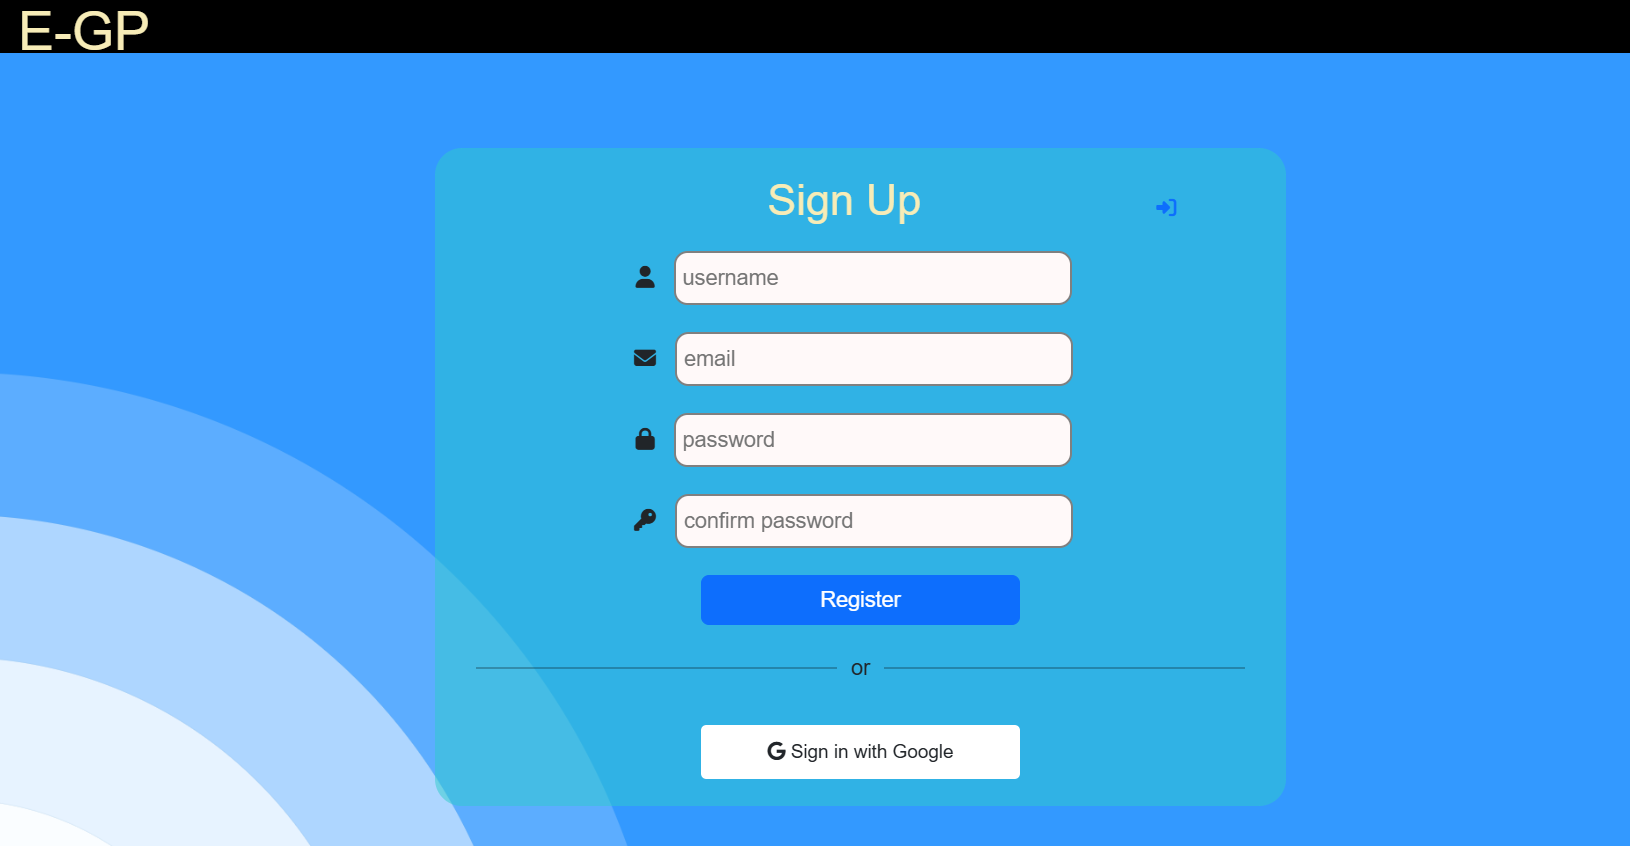 E-GP
Sign Up
username
email
password
confirm password
Register
or
Sign in with Google